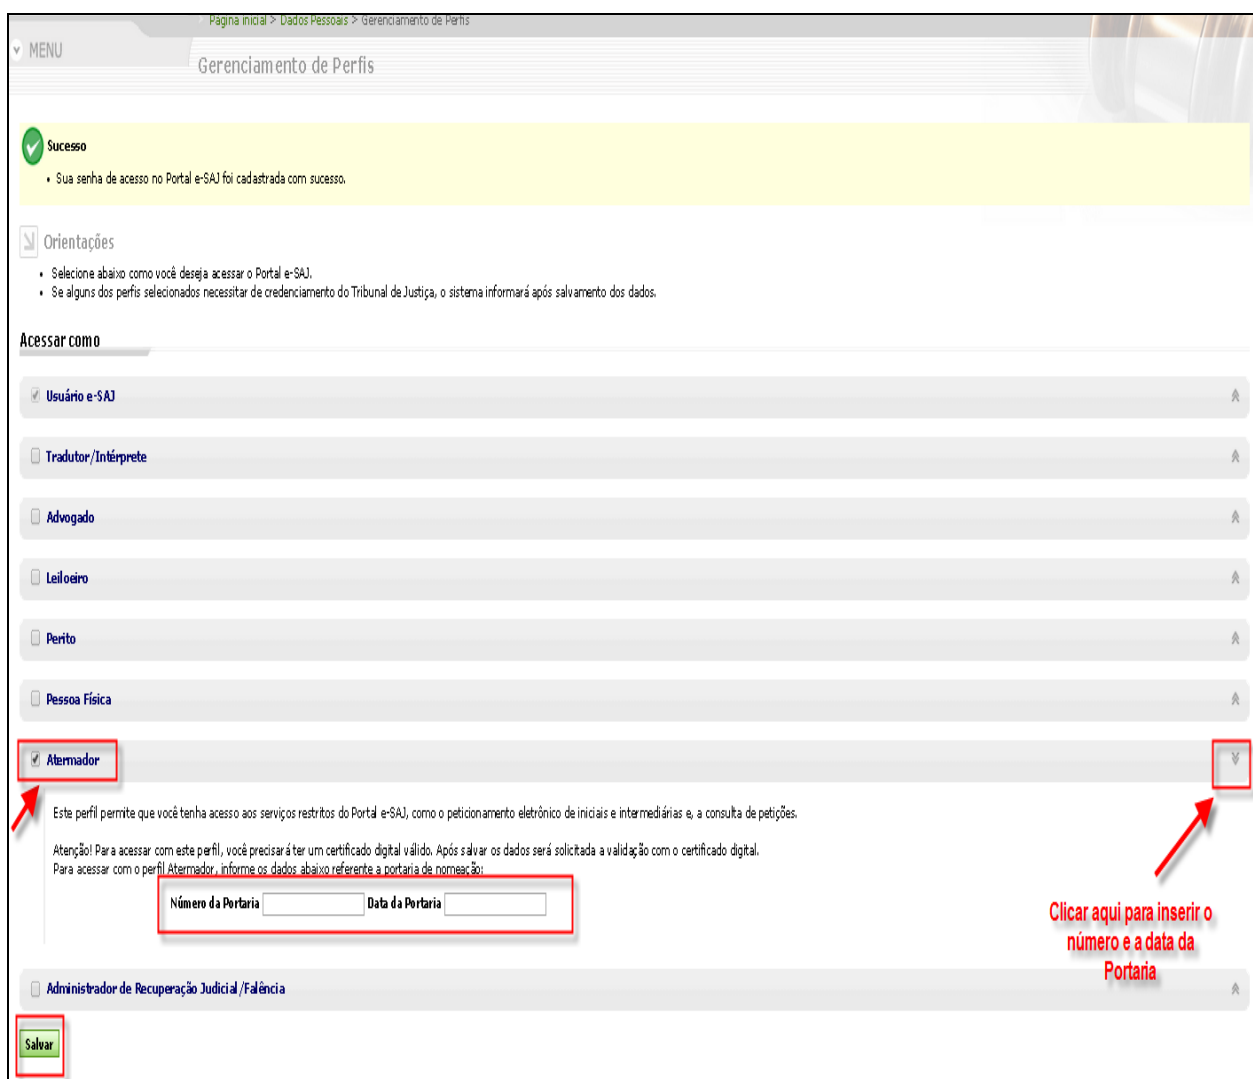 Página inicial > Dados Pessoais > Gerenciamento de Perfis
MENU
Gerenciamento de Perfis
Sucesso
• Sua senha de acesso no Portal e-SAJ foi cadastrada com sucesso.
Orientações
• Selecione abaixo como você deseja acessar o Portal e-SAJ.
• Se alguns dos perfis selecionados necessitar de credenciamento do Tribunal de Justiça, o sistema informará após salvamento dos dados.
Acessar como
Usuário e-SAJ
Tradutor/Intérprete
Advogado
Leiloeiro
Perito
Pessoa Física
Atermador
Este perfil permite que você tenha acesso aos serviços restritos do Portal e-SAJ, como o peticionamento eletrônico de iniciais e intermediárias e, a consulta de petições.
Atenção! Para acessar com este perfil, você precisará ter um certificado digital válido. Após salvar os dados será solicitada a validação com o certificado digital.
Para acessar com o perfil Atermador, informe os dados abaixo referente a portaria de nomeação:
Número da Portaria Data da Portaria
Clicar aqui para inserir o
número e a data da
Portaria
Administrador de Recuperação Judicial/Falência
Salvar